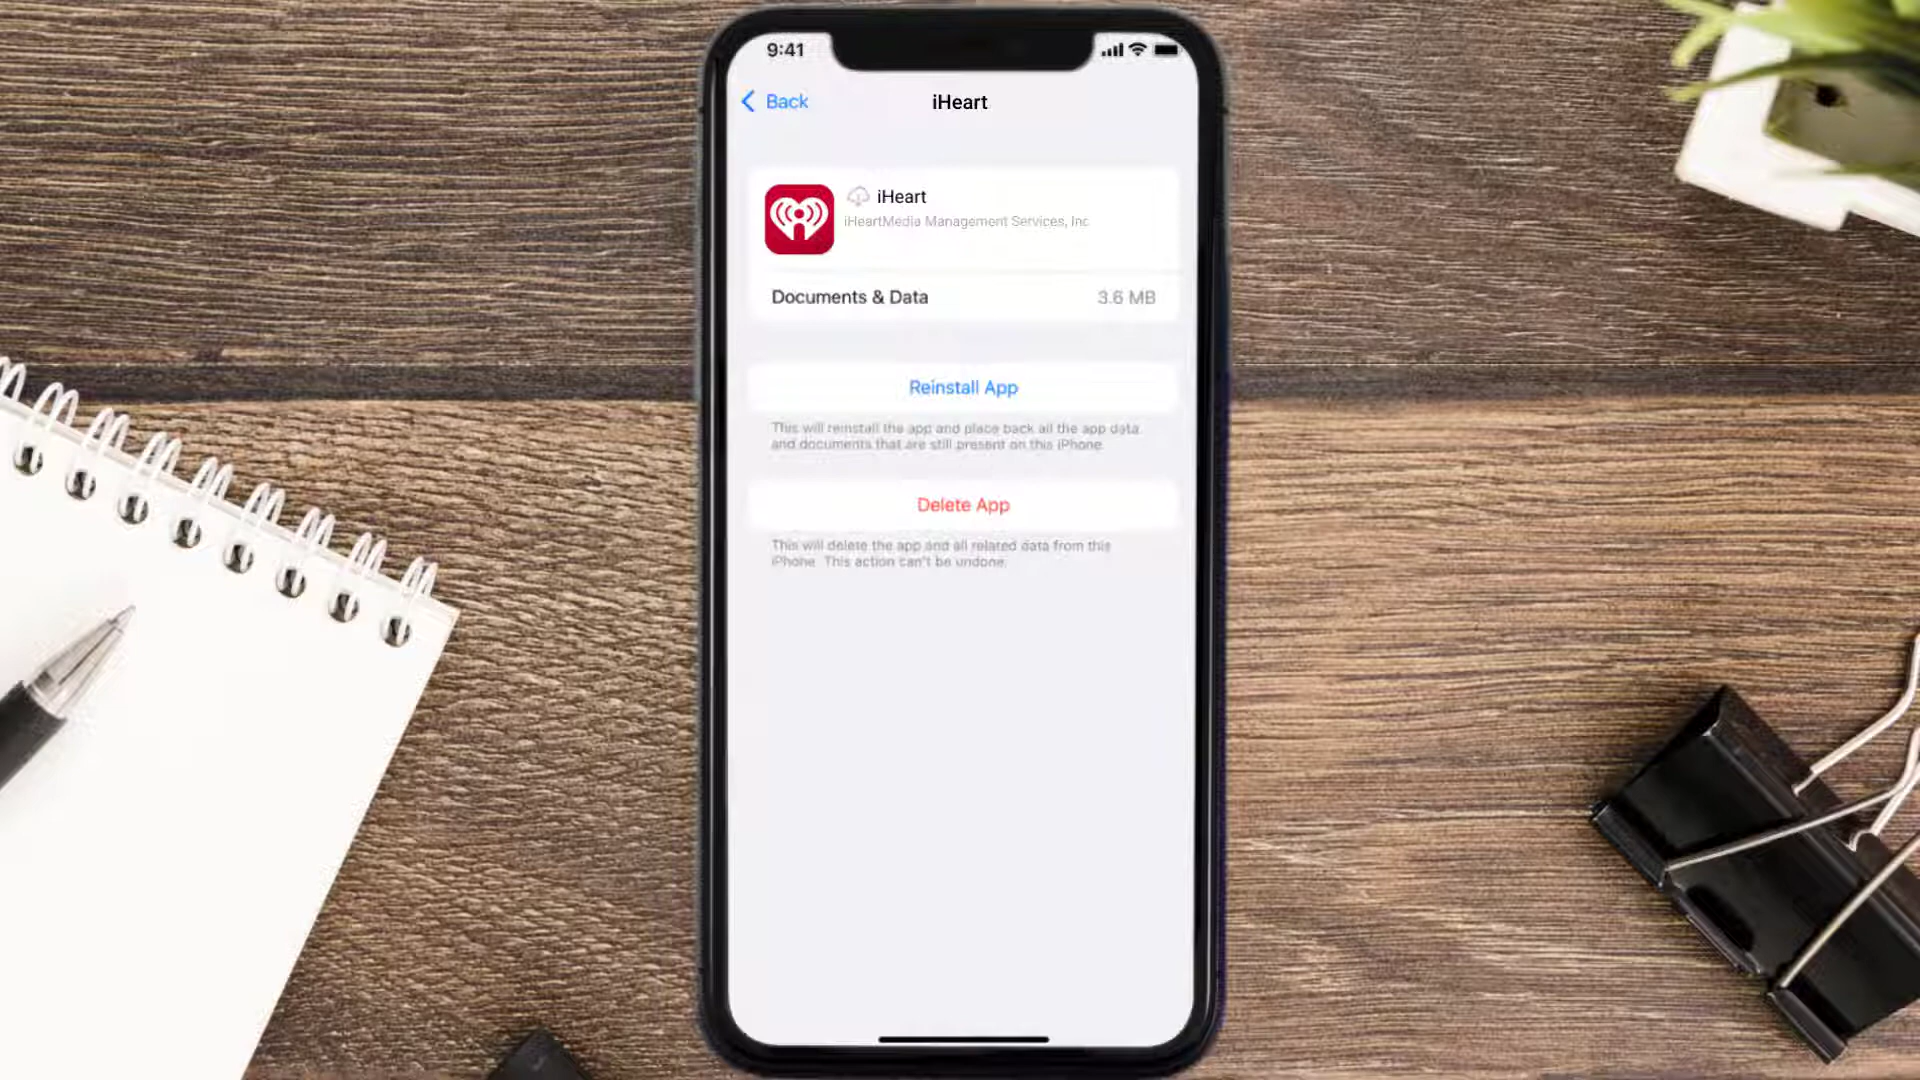 9:41
Back
iHeart
iHeart
iHeartMedia Management Services, Inc
Documents & Data
3.6 MB
Reinstall App
This will reinstall the app and place back all the app data
and documents that are still present on this iPhone.
Delete App
This will delete the app and all related data from this
iPhone. This action can't be undone.